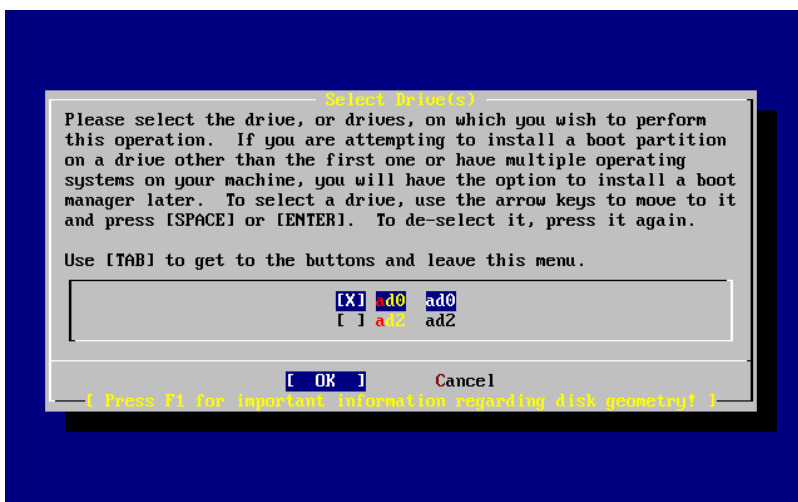 Select Drive(s)
Please select the drive, or drives, on which you wish to perform
this operation.  If you are attempting to install a boot partition
on a drive other than the first one or have multiple operating
systems on your machine, you will have the option to install a boot
manager later.  To select a drive, use the arrow keys to move to it
and press [SPACE] or [ENTER].  To de-select it, press it again.
Use [TAB] to get to the buttons and leave this menu.
[X] ad0  ad0
[ ] ad2  ad2
[  OK  ]  Cancel
[ Press F1 for important information regarding disk geometry! ]